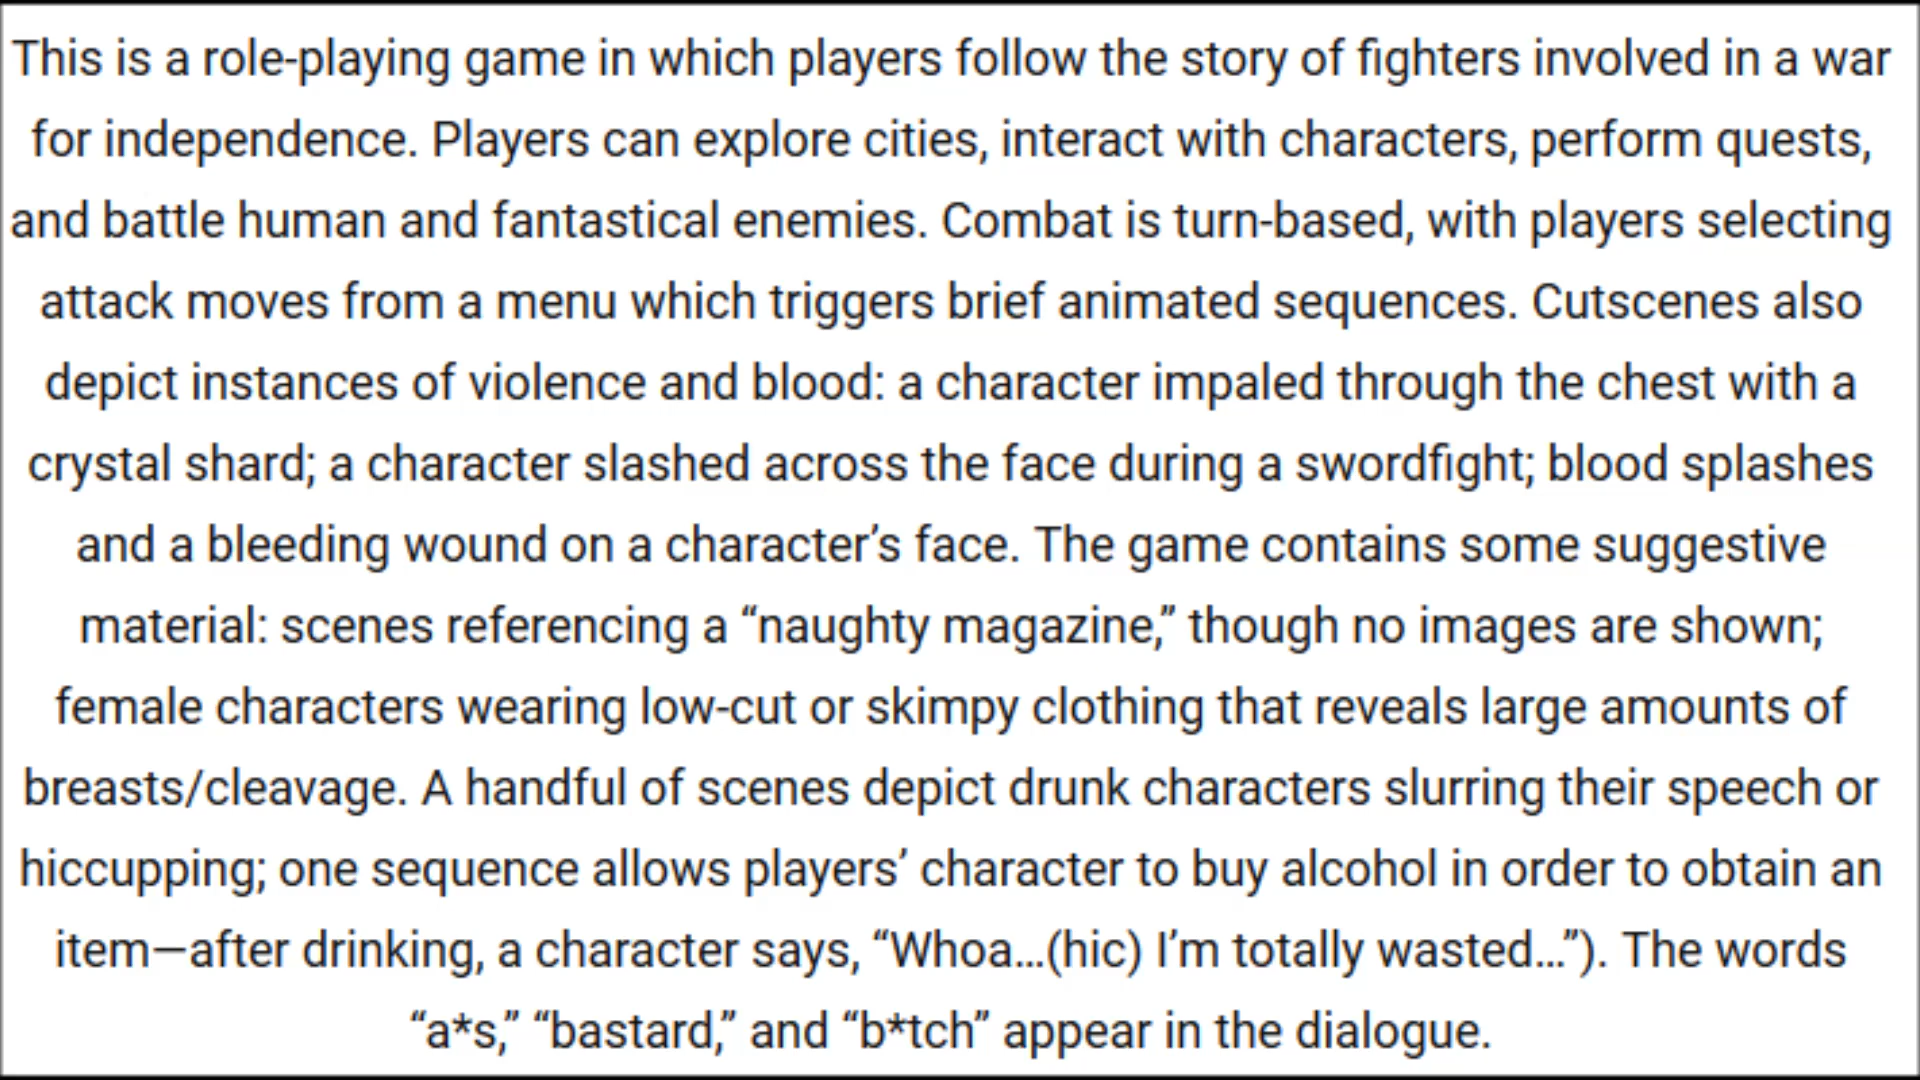 This is a role-playing game in which players follow the story of fighters involved in a war
for independence. Players can explore cities, interact with characters, perform quests,
and battle human and fantastical enemies. Combat is turn-based, with players selecting
attack moves from a menu which triggers brief animated sequences. Cutscenes also
depict instances of violence and blood: a character impaled through the chest with a
crystal shard; a character slashed across the face during a swordfight; blood splashes
and a bleeding wound on a character’s face. The game contains some suggestive
material: scenes referencing a “naughty magazine,” though no images are shown;
female characters wearing low-cut or skimpy clothing that reveals large amounts of
breasts/cleavage. A handful of scenes depict drunk characters slurring their speech or
hiccupping; one sequence allows players’ character to buy alcohol in order to obtain an
item—after drinking, a character says, “Whoa...(hic) I’m totally wasted...”). The words
“a*s,” “bastard,” and “b*tch” appear in the dialogue.